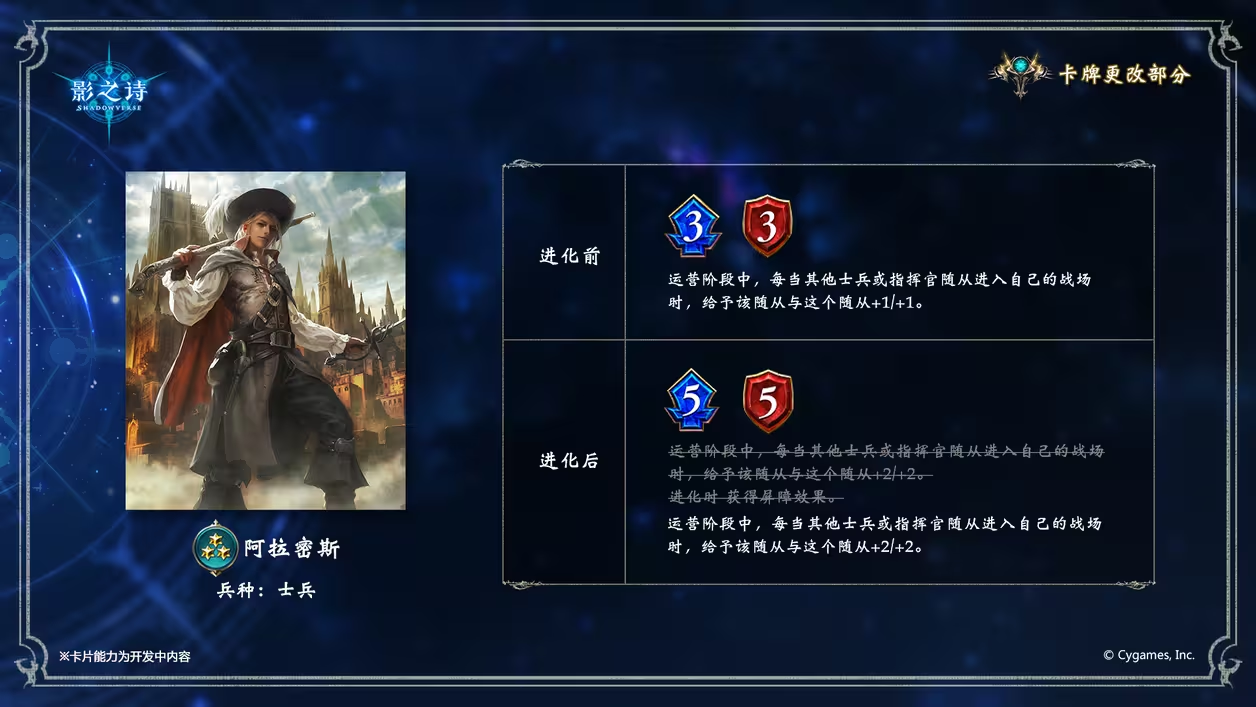 影之诗
SHADOWVERSE
卡牌更改部分
进化前
3 3
运营阶段中，每当其他士兵或指挥官随从进入自己的战场
时，给予该随从与这个随从+1/+1。
进化后
5 5
运营阶段中，每当其他士兵或指挥官随从进入自己的战场
时，给予该随从与这个随从+2/+2。
进化时 获得屏障效果。
运营阶段中，每当其他士兵或指挥官随从进入自己的战场
时，给予该随从与这个随从+2/+2。
阿拉密斯
兵种：士兵
※卡片能力为开发中内容
© Cygames, Inc.